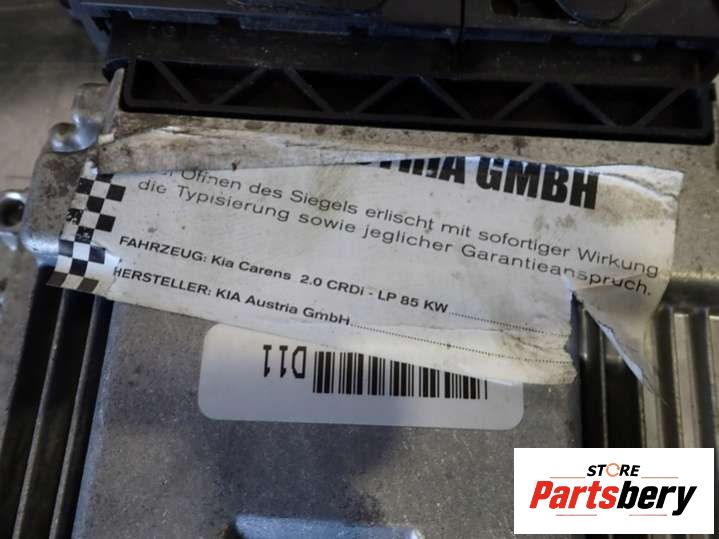 GMBH
Öffnen des Siegels erlischt mit sofortiger Wirkung
die Typisierung sowie jeglicher Garantieanspruch.
FAHRZEUG: Kia Carens 2.0 CRDi - LP 85 KW
HERSTELLER: KIA Austria GmbH
D11
STORE
Partsbery